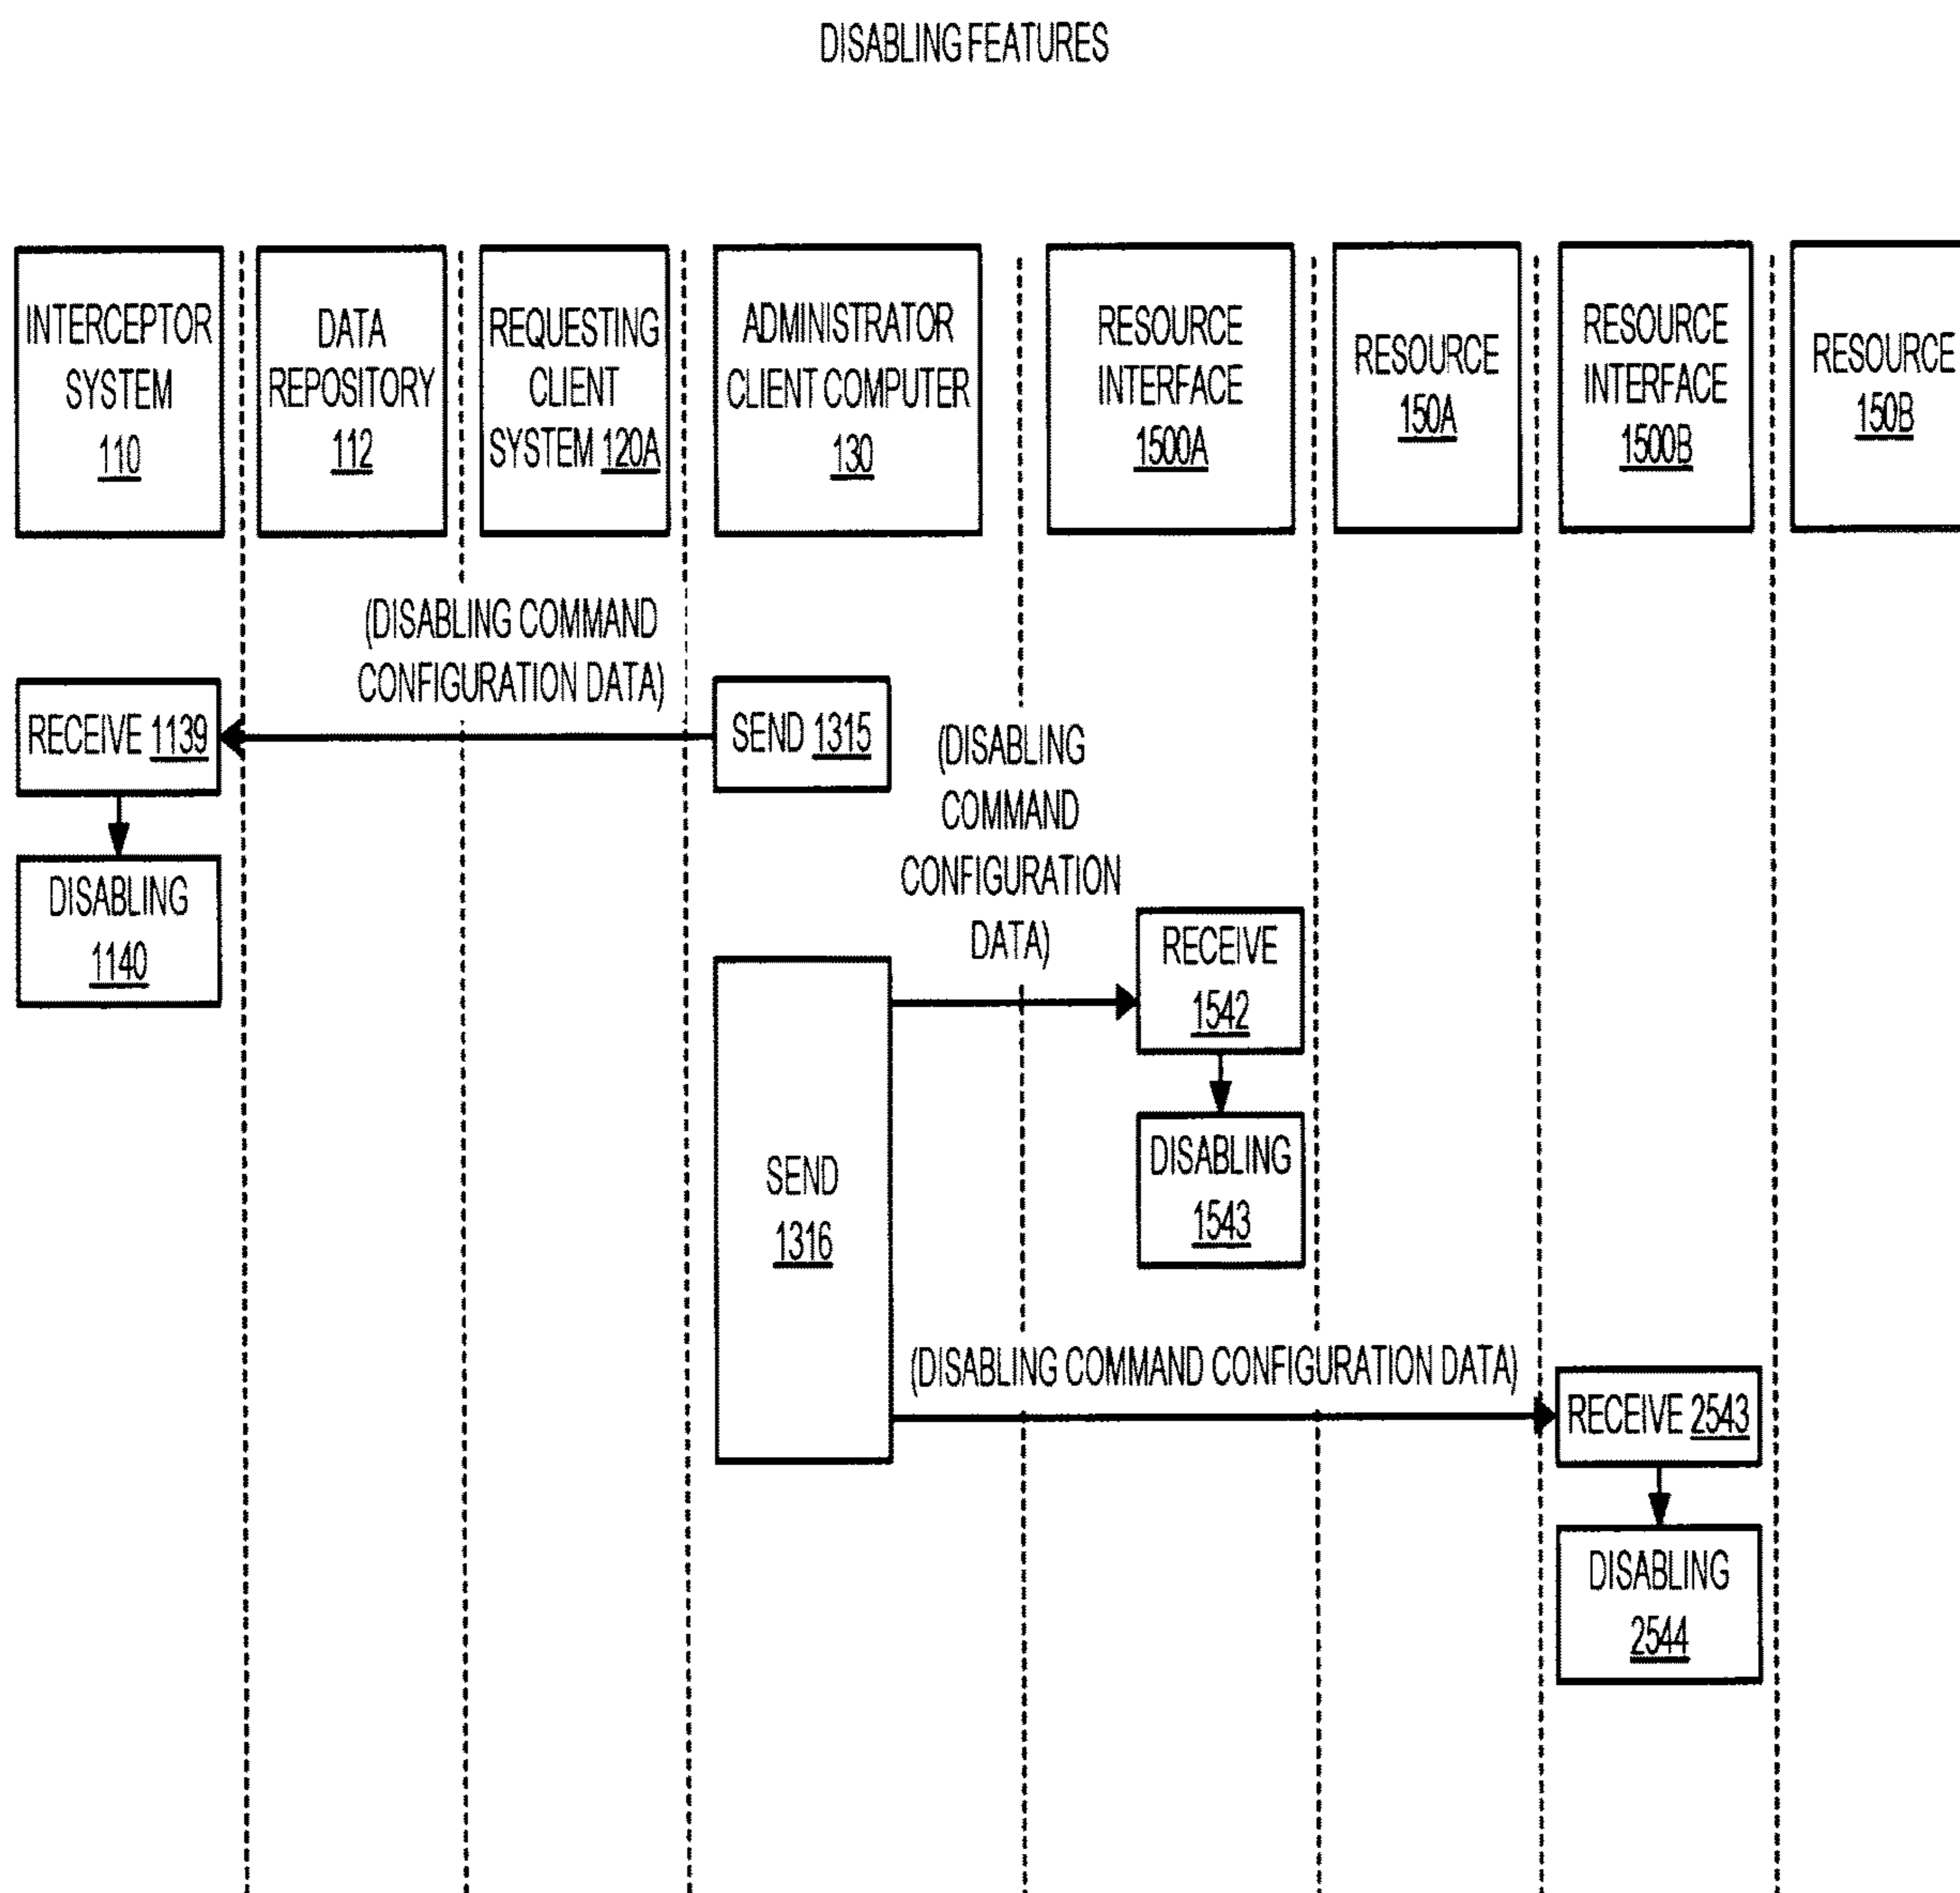 DISABLING FEATURES
INTERCEPTOR
SYSTEM
110
DATA
REPOSITORY
112
REQUESTING
CLIENT
SYSTEM 120A
ADMINISTRATOR
CLIENT COMPUTER
130
RESOURCE
INTERFACE
1500A
RESOURCE
150A
RESOURCE
INTERFACE
1500B
RESOURCE
150B
(DISABLING COMMAND
CONFIGURATION DATA)
RECEIVE 1139
SEND 1315
DISABLING
1140
(DISABLING
COMMAND
CONFIGURATION
DATA)
RECEIVE
1542
DISABLING
1543
SEND
1316
(DISABLING COMMAND CONFIGURATION DATA)
RECEIVE 2543
DISABLING
2544